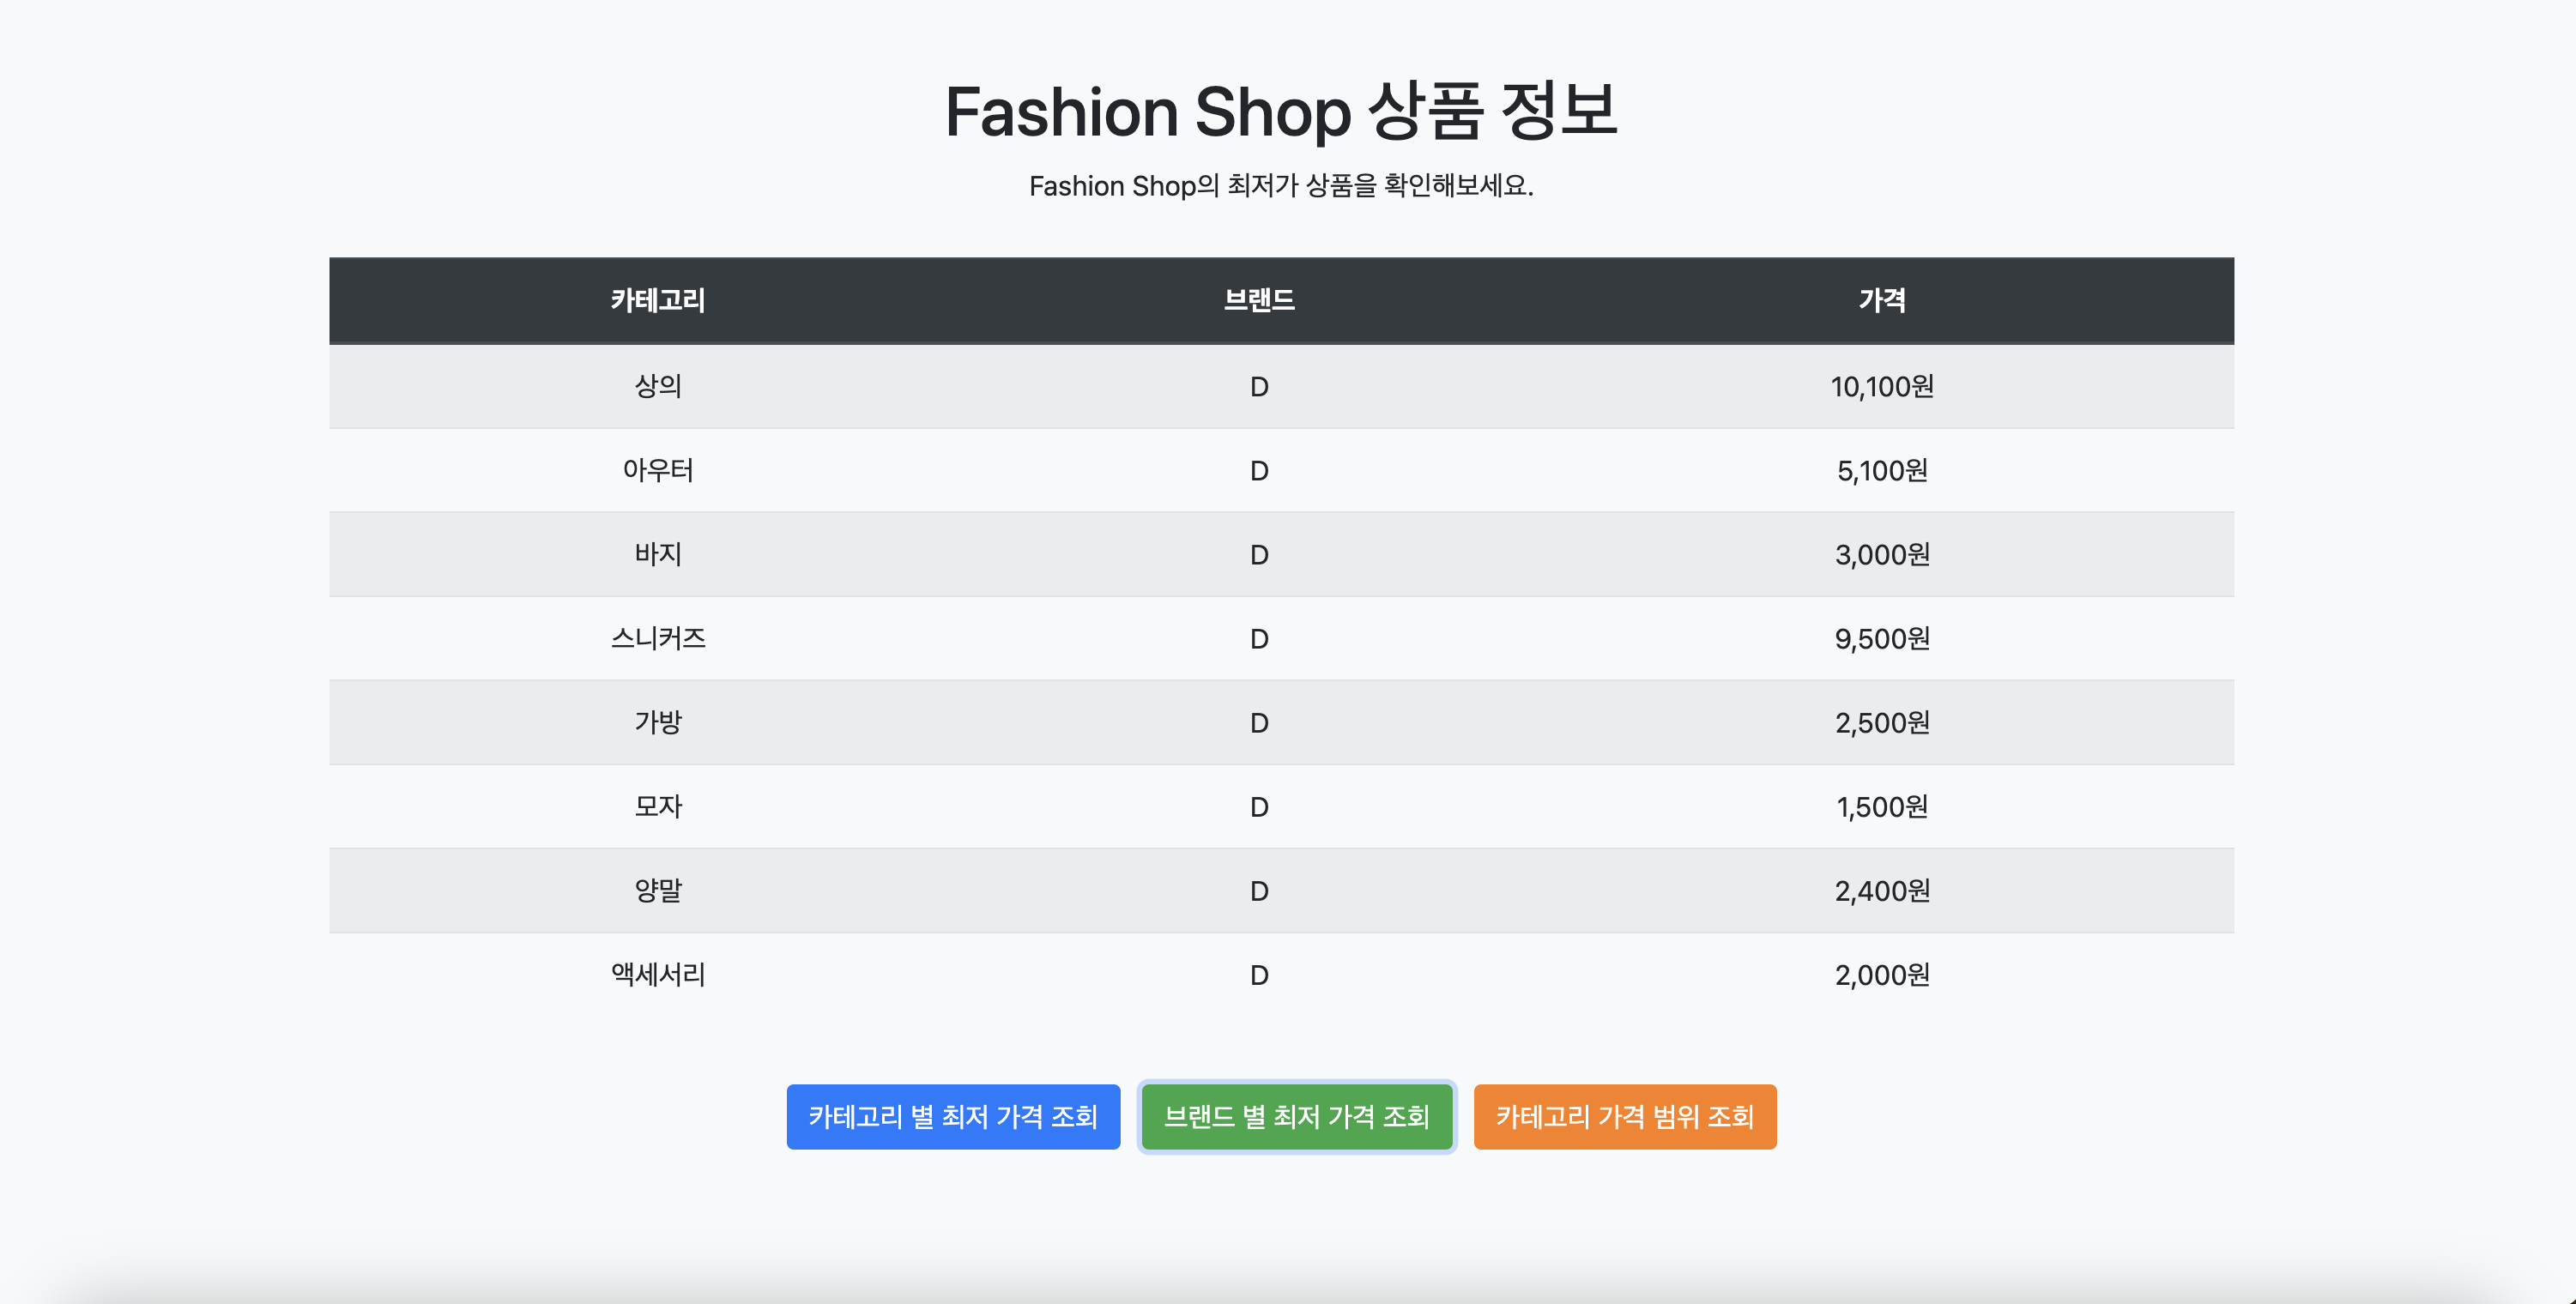 Fashion Shop 상품 정보
Fashion Shop의 최저가 상품을 확인해보세요.
카테고리 브랜드 가격
상의 D 10,100원
아우터 D 5,100원
바지 D 3,000원
스니커즈 D 9,500원
가방 D 2,500원
모자 D 1,500원
양말 D 2,400원
액세서리 D 2,000원
카테고리 별 최저 가격 조회 브랜드 별 최저 가격 조회 카테고리 가격 범위 조회